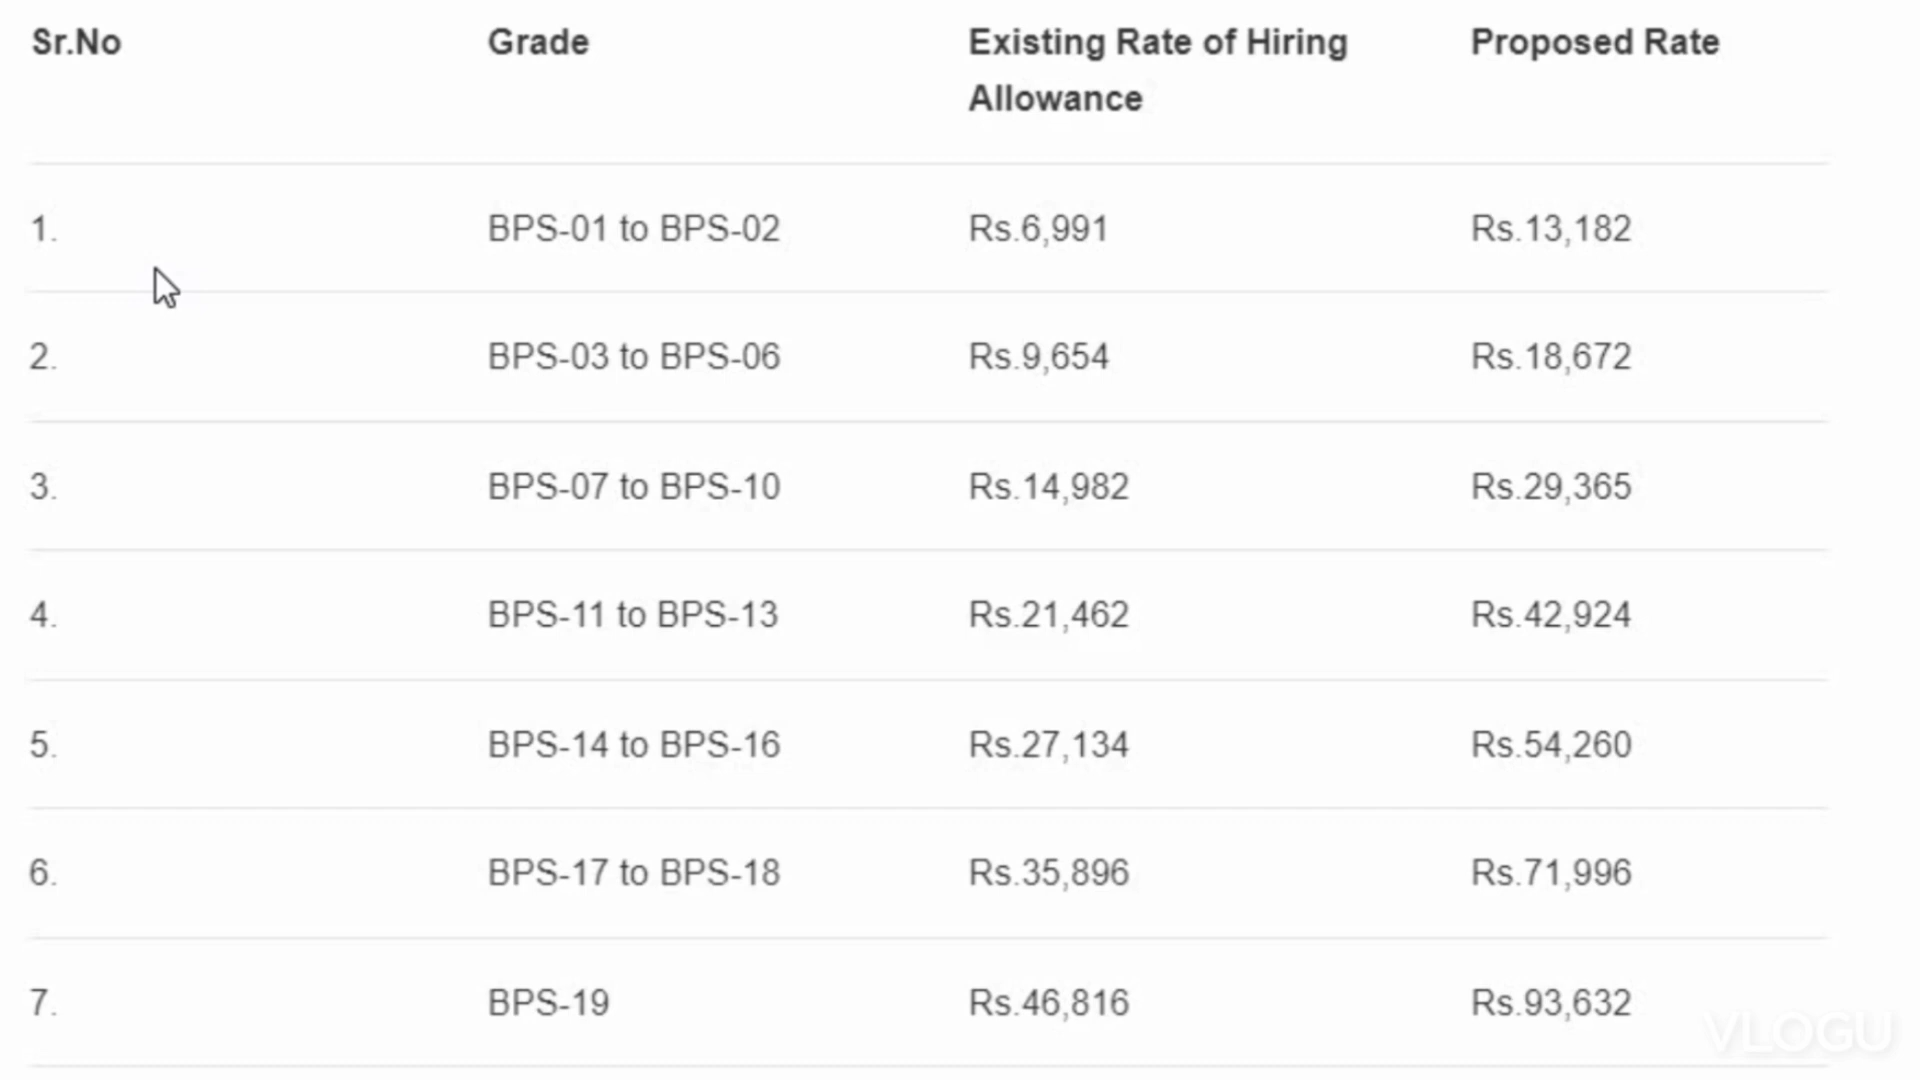 Sr.No Grade Existing Rate of Hiring Allowance Proposed Rate
1. BPS-01 to BPS-02 Rs.6,991 Rs.13,182
2. BPS-03 to BPS-06 Rs.9,654 Rs.18,672
3. BPS-07 to BPS-10 Rs.14,982 Rs.29,365
4. BPS-11 to BPS-13 Rs.21,462 Rs.42,924
5. BPS-14 to BPS-16 Rs.27,134 Rs.54,260
6. BPS-17 to BPS-18 Rs.35,896 Rs.71,996
7. BPS-19 Rs.46,816 Rs.93,632
VLOGU